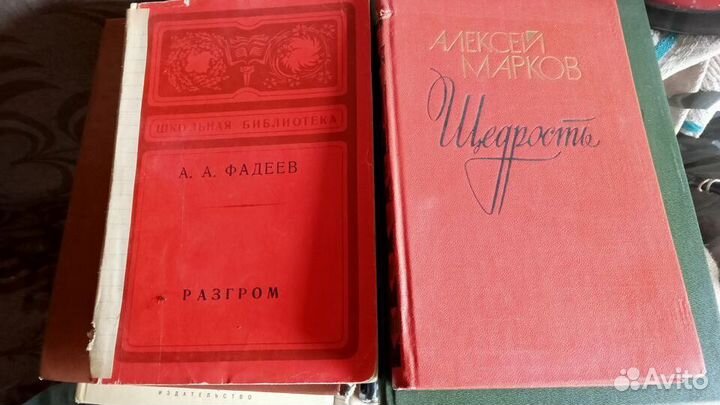 ШКОЛЬНАЯ БИБЛИОТЕКА
А. А. ФАДЕЕВ
РАЗГРОМ
ИЗДАТЕЛЬСТВО
АЛЕКСЕЙ
МАРКОВ
Щедрость
Avito